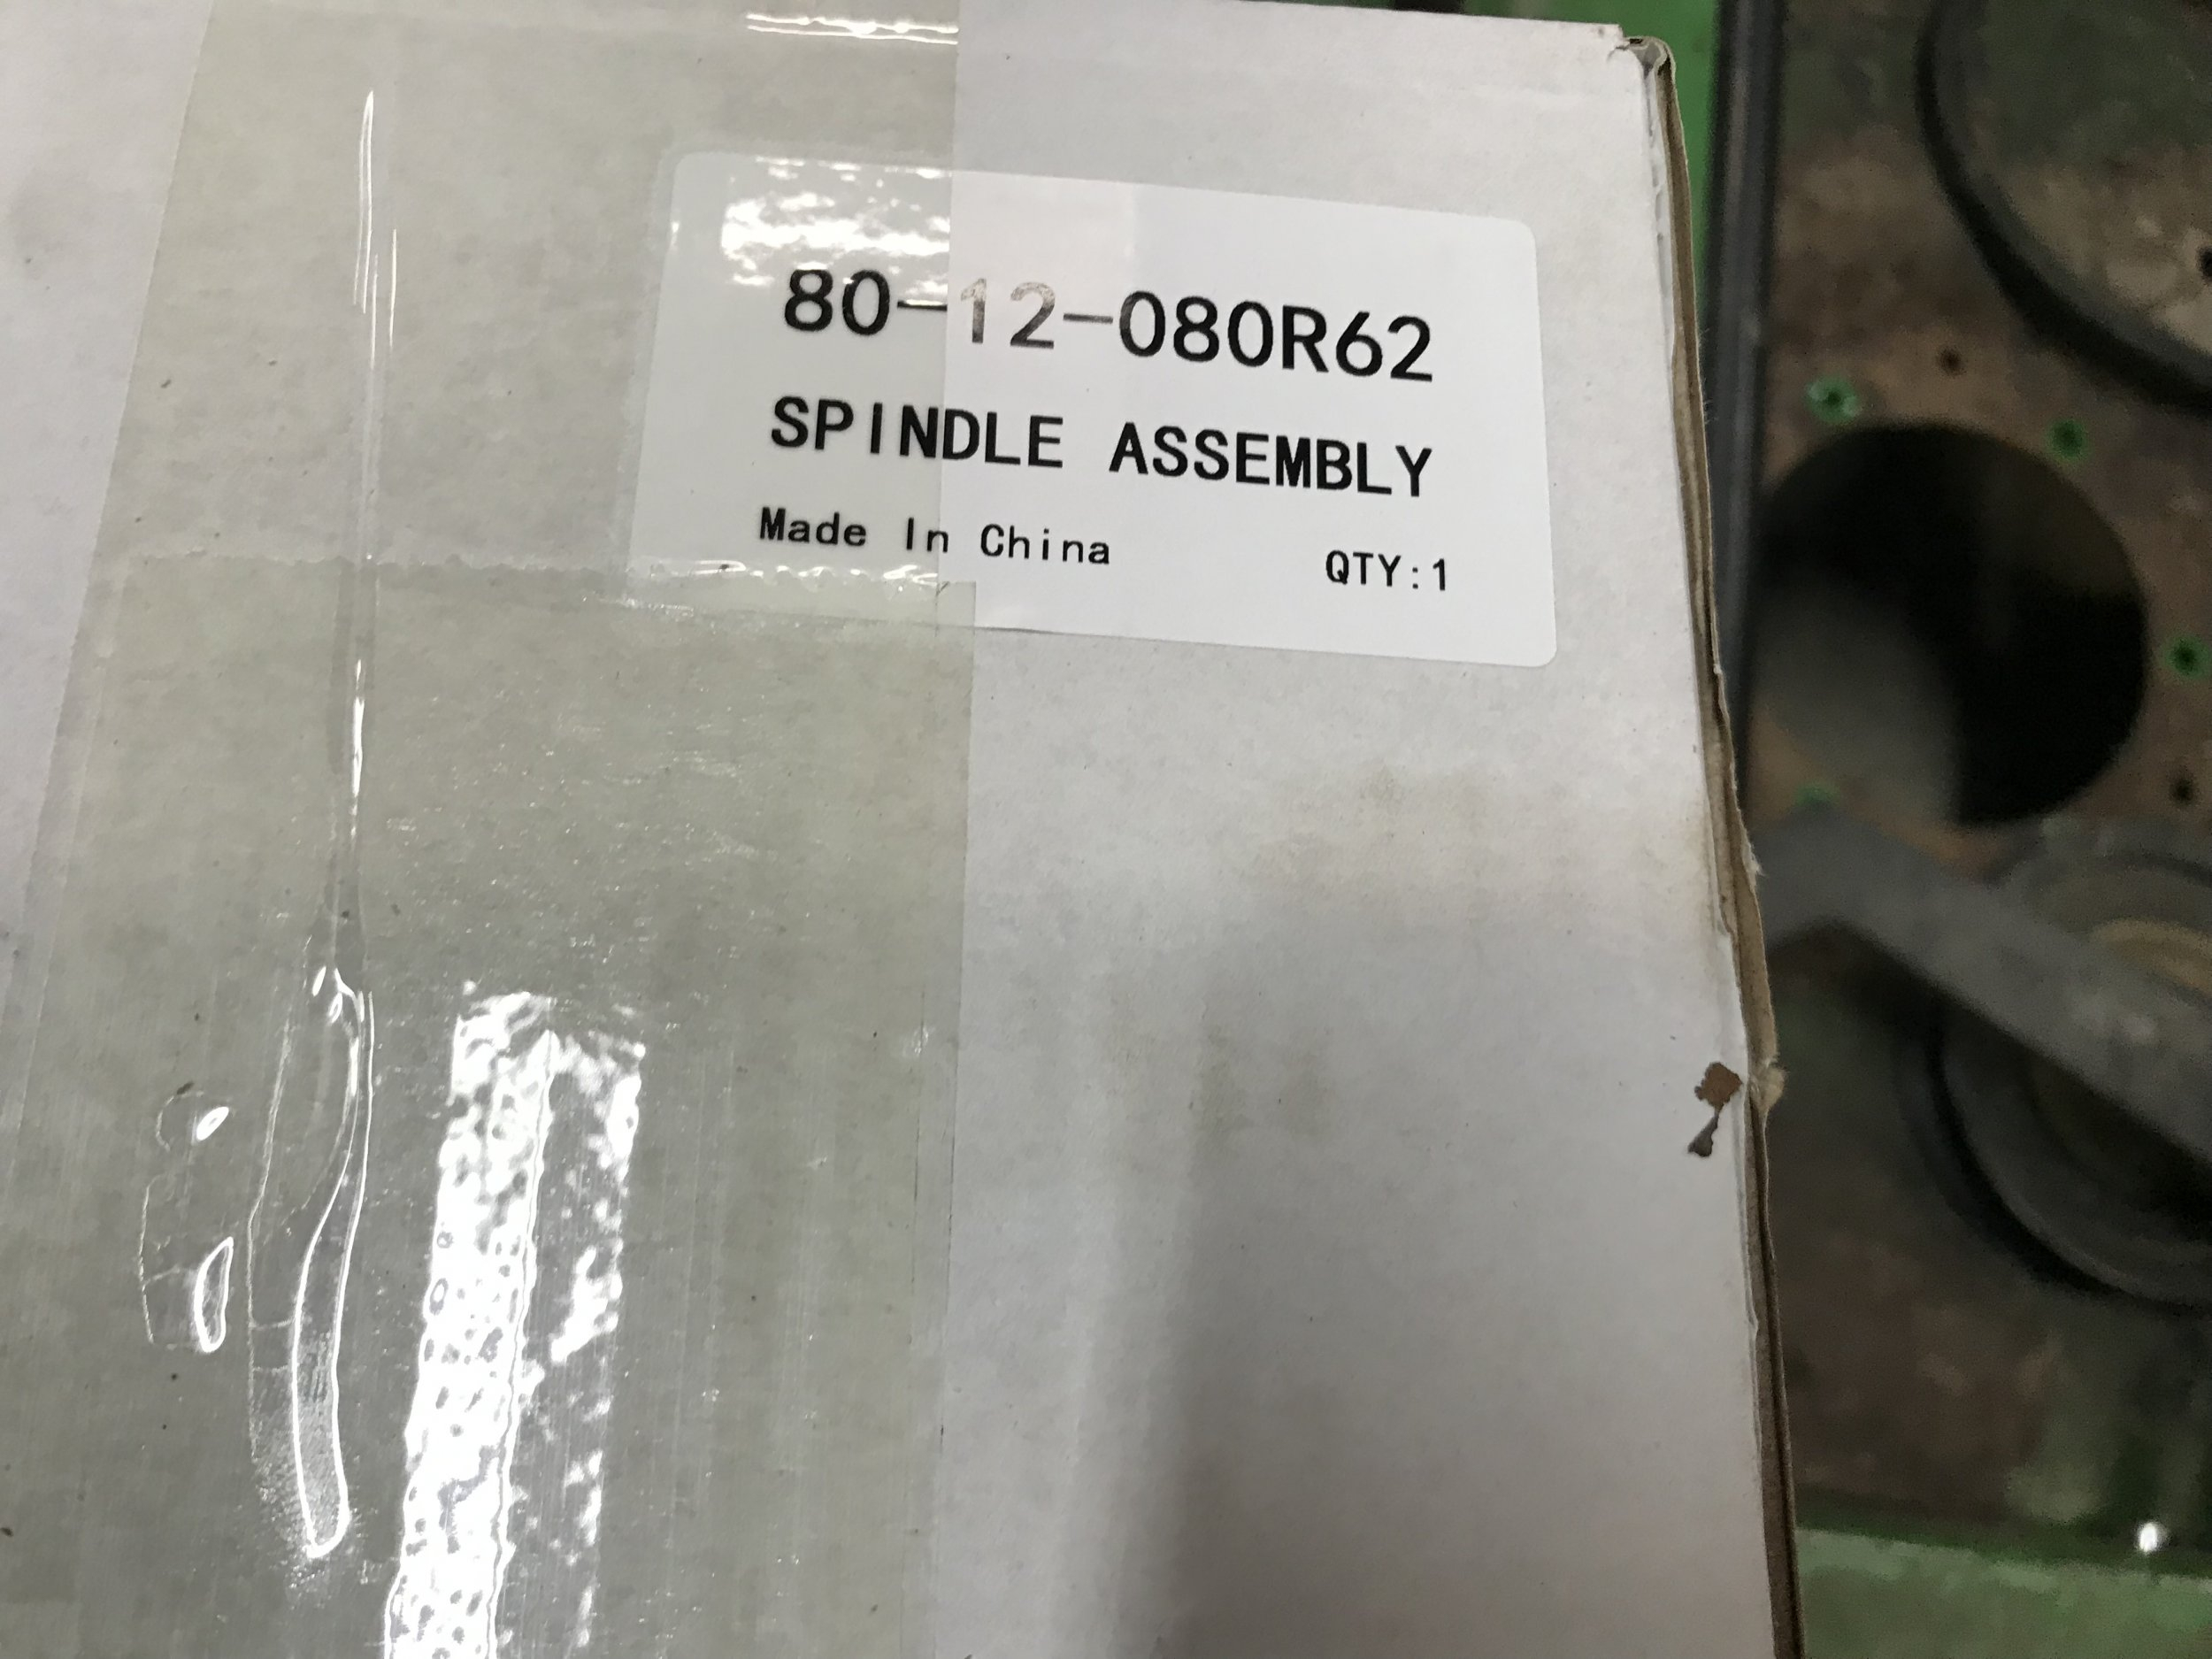 80-12-080R62
SPINDLE ASSEMBLY
Made In China QTY:1